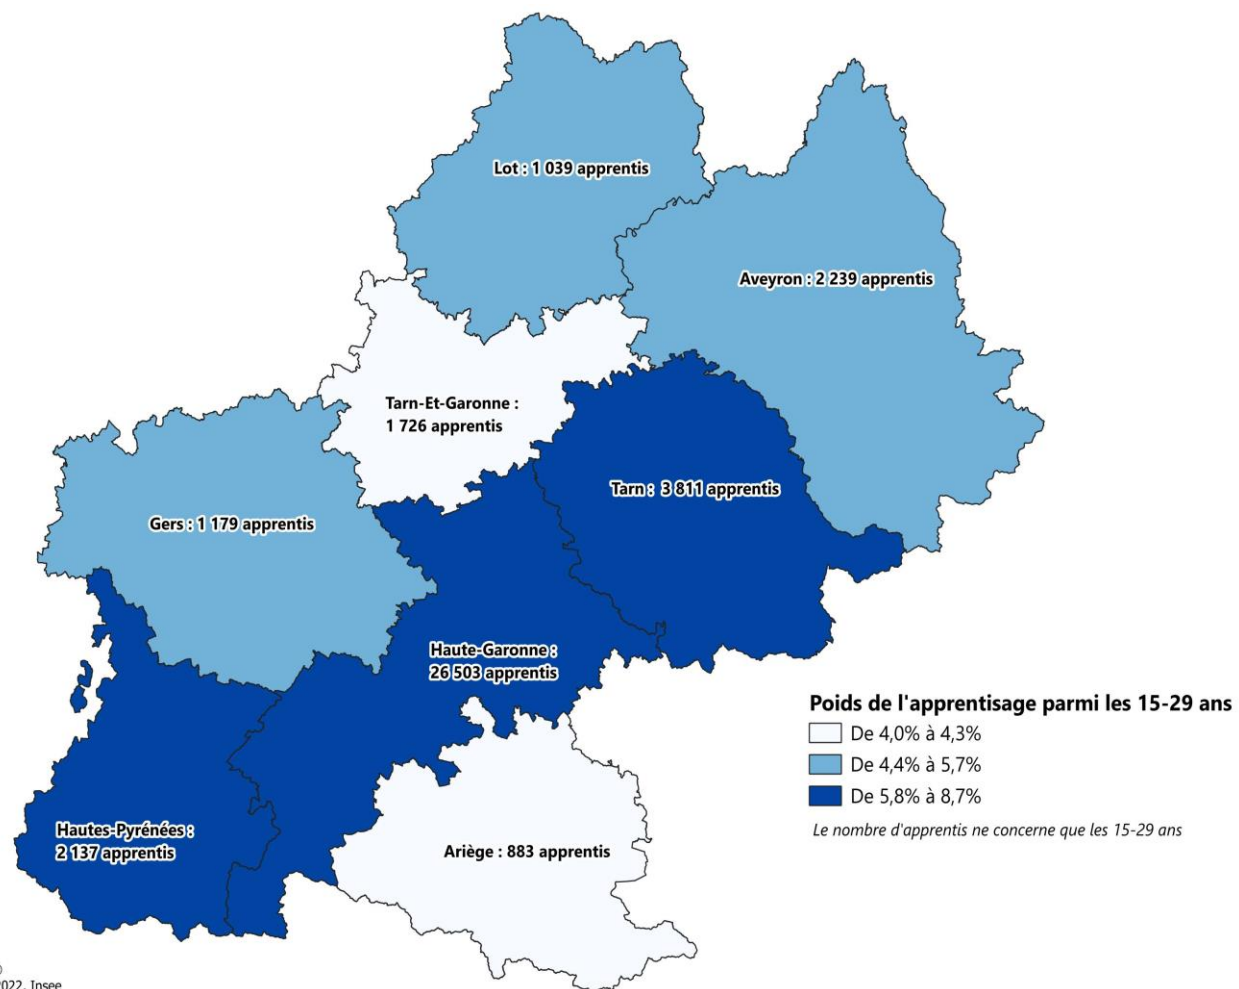 Lot : 1 039 apprentis
Aveyron : 2 239 apprentis
Tarn-Et-Garonne :
1 726 apprentis
Tarn : 3 811 apprentis
Gers : 1 179 apprentis
Haute-Garonne :
26 503 apprentis
Poids de l'apprentisage parmi les 15-29 ans
De 4,0% à 4,3%
De 4,4% à 5,7%
De 5,8% à 8,7%
Le nombre d'apprentis ne concerne que les 15-29 ans
Hautes-Pyrénées :
2 137 apprentis
Ariège : 883 apprentis
2022, Insee